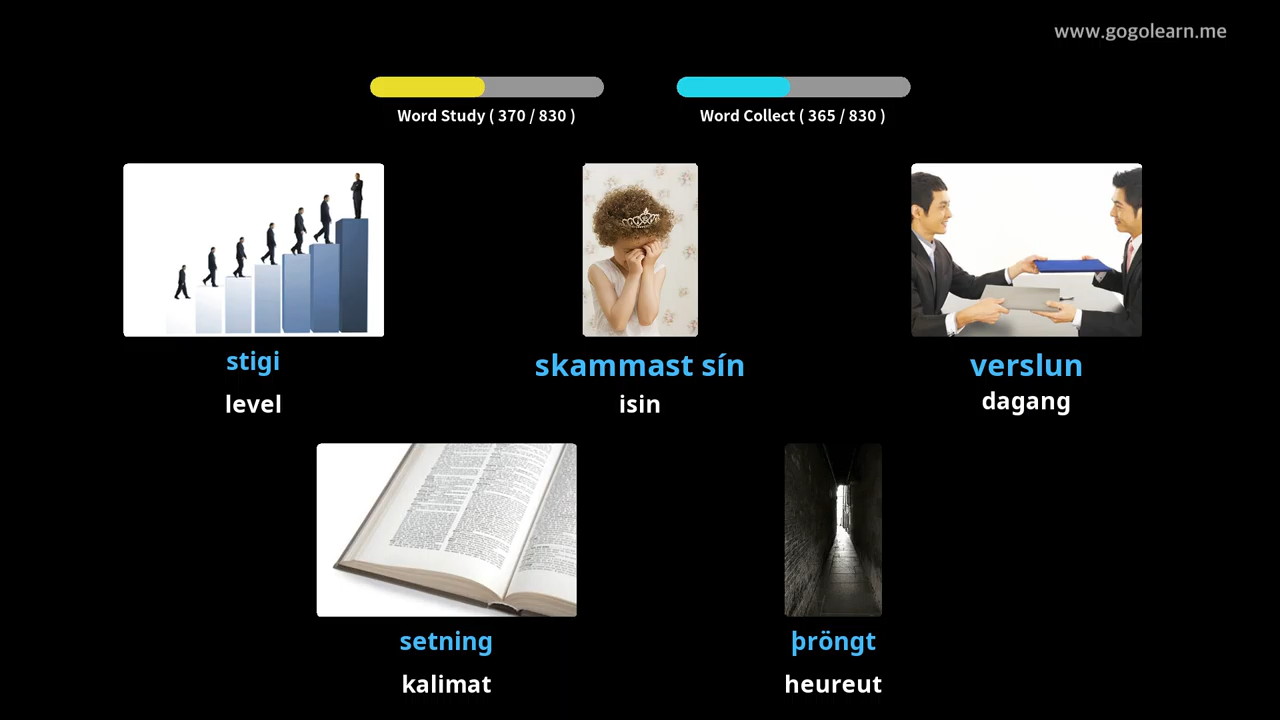 www.gogolearn.me
Word Study ( 370 / 830 )
Word Collect ( 365 / 830 )
stigi
level
skammast sín
isin
verslun
dagang
setning
kalimat
þröngt
heureut